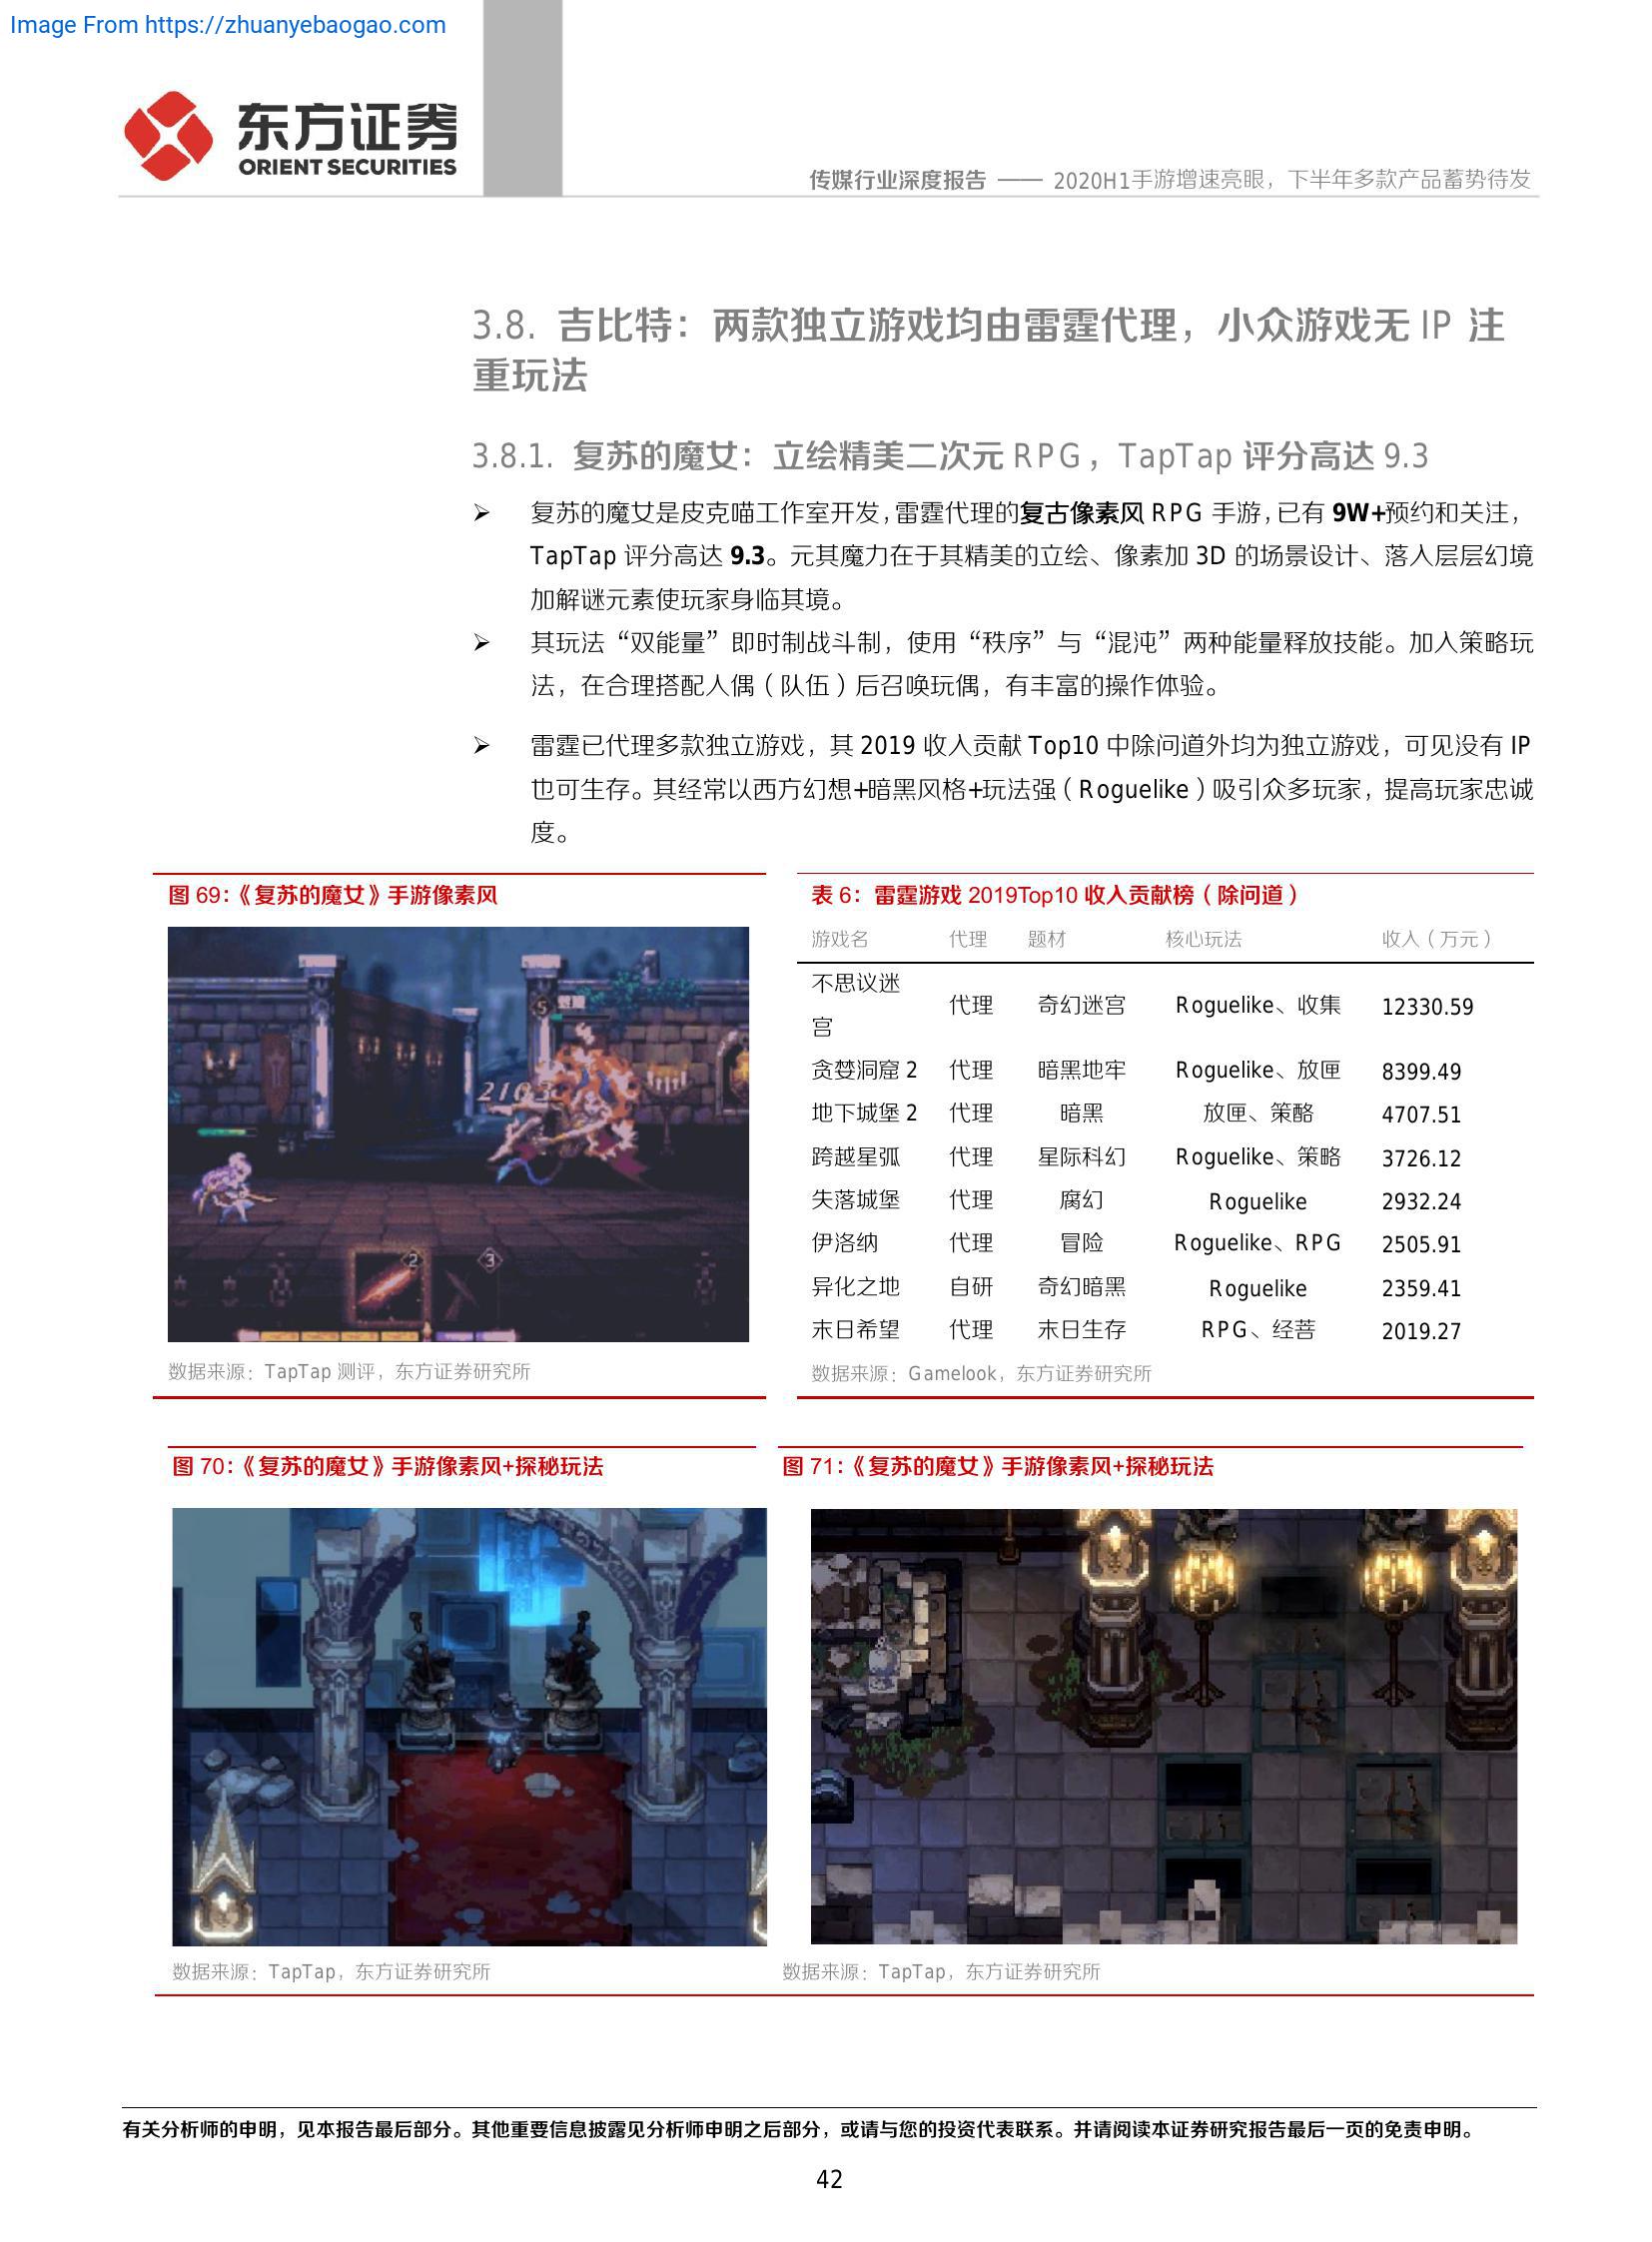 Image From https://zhuanyebaogao.com
东方证券
ORIENT SECURITIES
传媒行业深度报告 —— 2020H1手游增速亮眼，下半年多款产品蓄势待发
3.8. 吉比特：两款独立游戏均由雷霆代理，小众游戏无 IP 注
重玩法
3.8.1. 复苏的魔女：立绘精美二次元 RPG，TapTap 评分高达 9.3
➢ 复苏的魔女是皮克喵工作室开发，雷霆代理的复古像素风 RPG 手游，已有 9W+预约和关注，
TapTap 评分高达 9.3。元其魔力在于其精美的立绘、像素加 3D 的场景设计、落入层层幻境
加解谜元素使玩家身临其境。
➢ 其玩法“双能量”即时制战斗制，使用“秩序”与“混沌”两种能量释放技能。加入策略玩
法，在合理搭配人偶（队伍）后召唤玩偶，有丰富的操作体验。
➢ 雷霆已代理多款独立游戏，其 2019 收入贡献 Top10 中除问道外均为独立游戏，可见没有 IP
也可生存。其经常以西方幻想+暗黑风格+玩法强（Roguelike）吸引众多玩家，提高玩家忠诚
度。
图 69：《复苏的魔女》手游像素风
5
2103
2
3
数据来源：TapTap 测评，东方证券研究所
表 6：雷霆游戏 2019Top10 收入贡献榜（除问道）
游戏名 代理 题材 核心玩法 收入（万元）
不思议迷
宫 代理 奇幻迷宫 Roguelike、收集 12330.59
贪婪洞窟 2 代理 暗黑地牢 Roguelike、放匣 8399.49
地下城堡 2 代理 暗黑 放匣、策酪 4707.51
跨越星弧 代理 星际科幻 Roguelike、策略 3726.12
失落城堡 代理 腐幻 Roguelike 2932.24
伊洛纳 代理 冒险 Roguelike、RPG 2505.91
异化之地 自研 奇幻暗黑 Roguelike 2359.41
末日希望 代理 末日生存 RPG、经菩 2019.27
数据来源：Gamelook，东方证券研究所
图 70：《复苏的魔女》手游像素风+探秘玩法
图 71：《复苏的魔女》手游像素风+探秘玩法
数据来源：TapTap，东方证券研究所
数据来源：TapTap，东方证券研究所
有关分析师的申明，见本报告最后部分。其他重要信息披露见分析师申明之后部分，或请与您的投资代表联系。并请阅读本证券研究报告最后一页的免责申明。
42